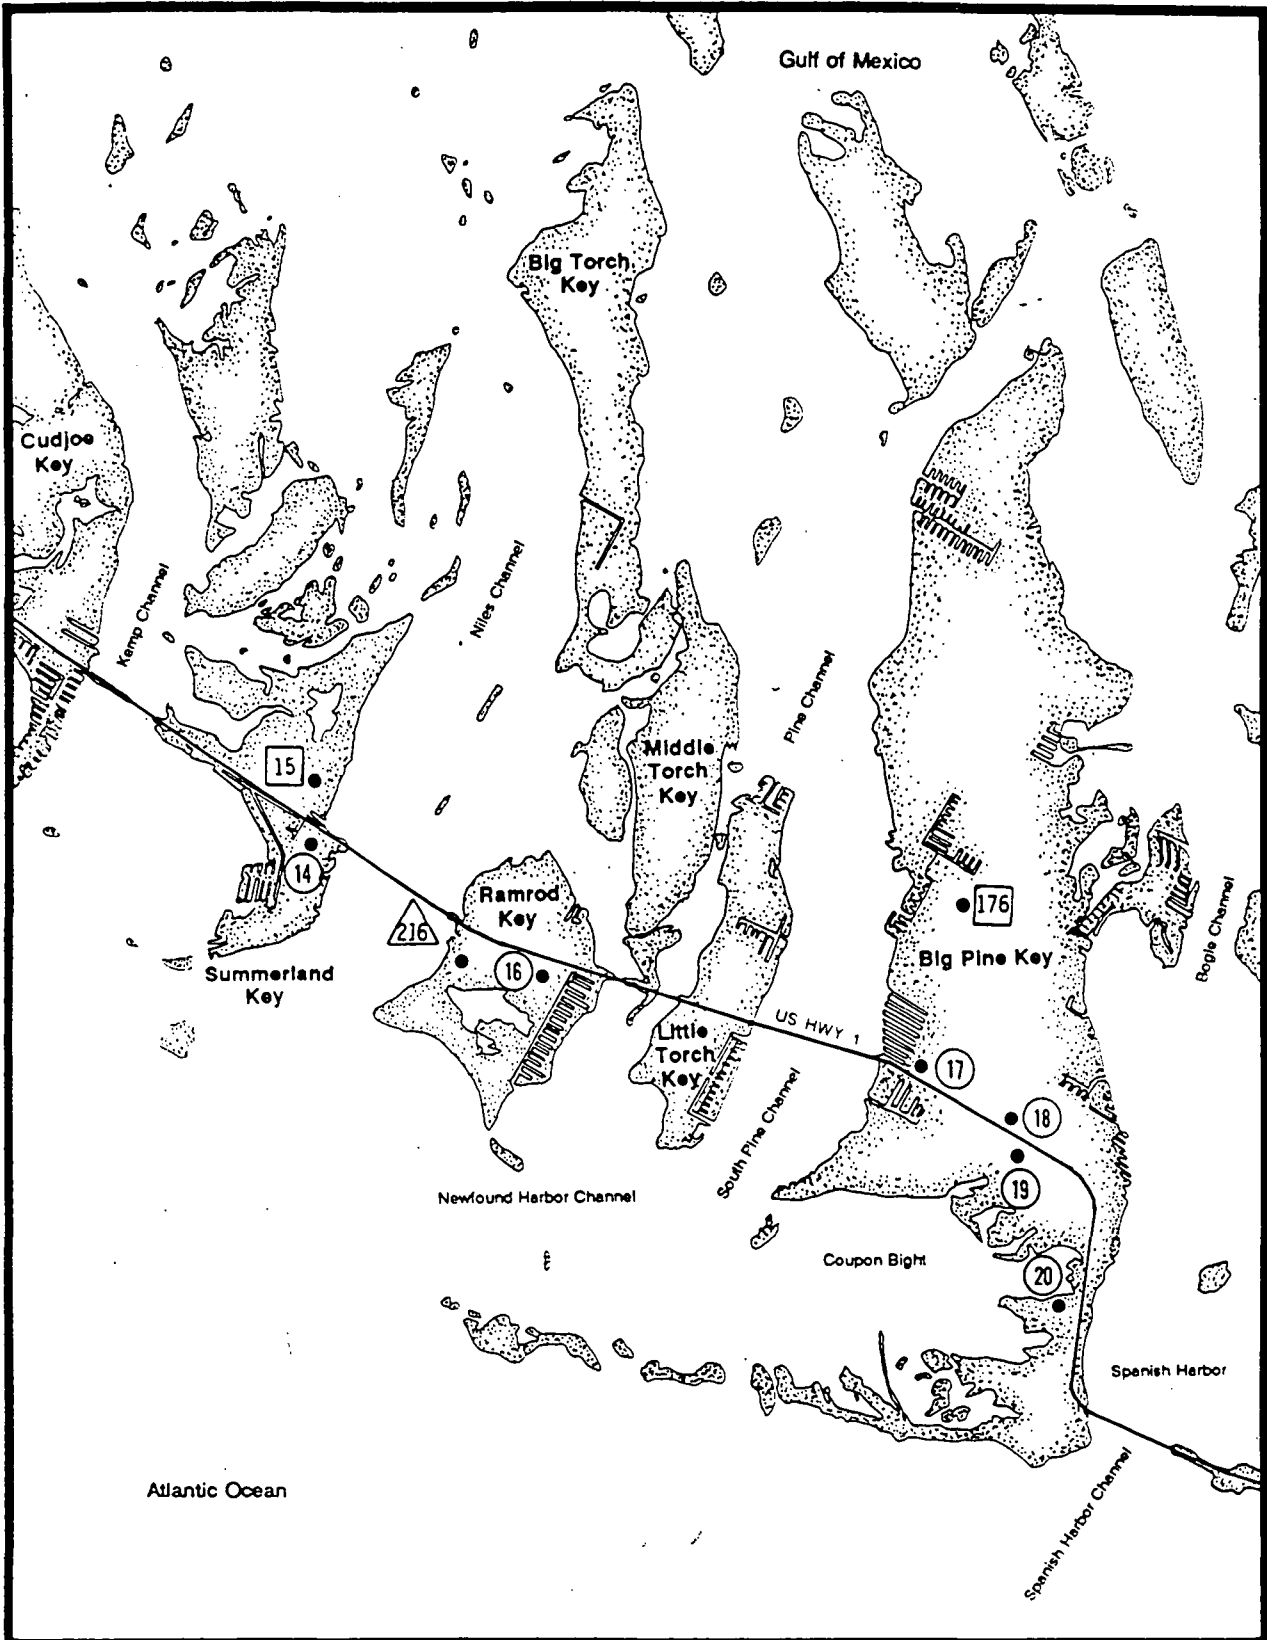 Gulf of Mexico
Big Torch
Key
Cudjoe
Key
Kemp Channel
Niles Channel
Pine Channel
Middle
Torch
Key
15
14
Ramrod
Key
216
16
176
Big Pine Key
Bogie Channel
Summerland
Key
US HWY 1
Little
Torch
Key
17
18
South Pine Channel
19
Newfound Harbor Channel
Coupon Bight
20
Spanish Harbor
Spanish Harbor Channel
Atlantic Ocean